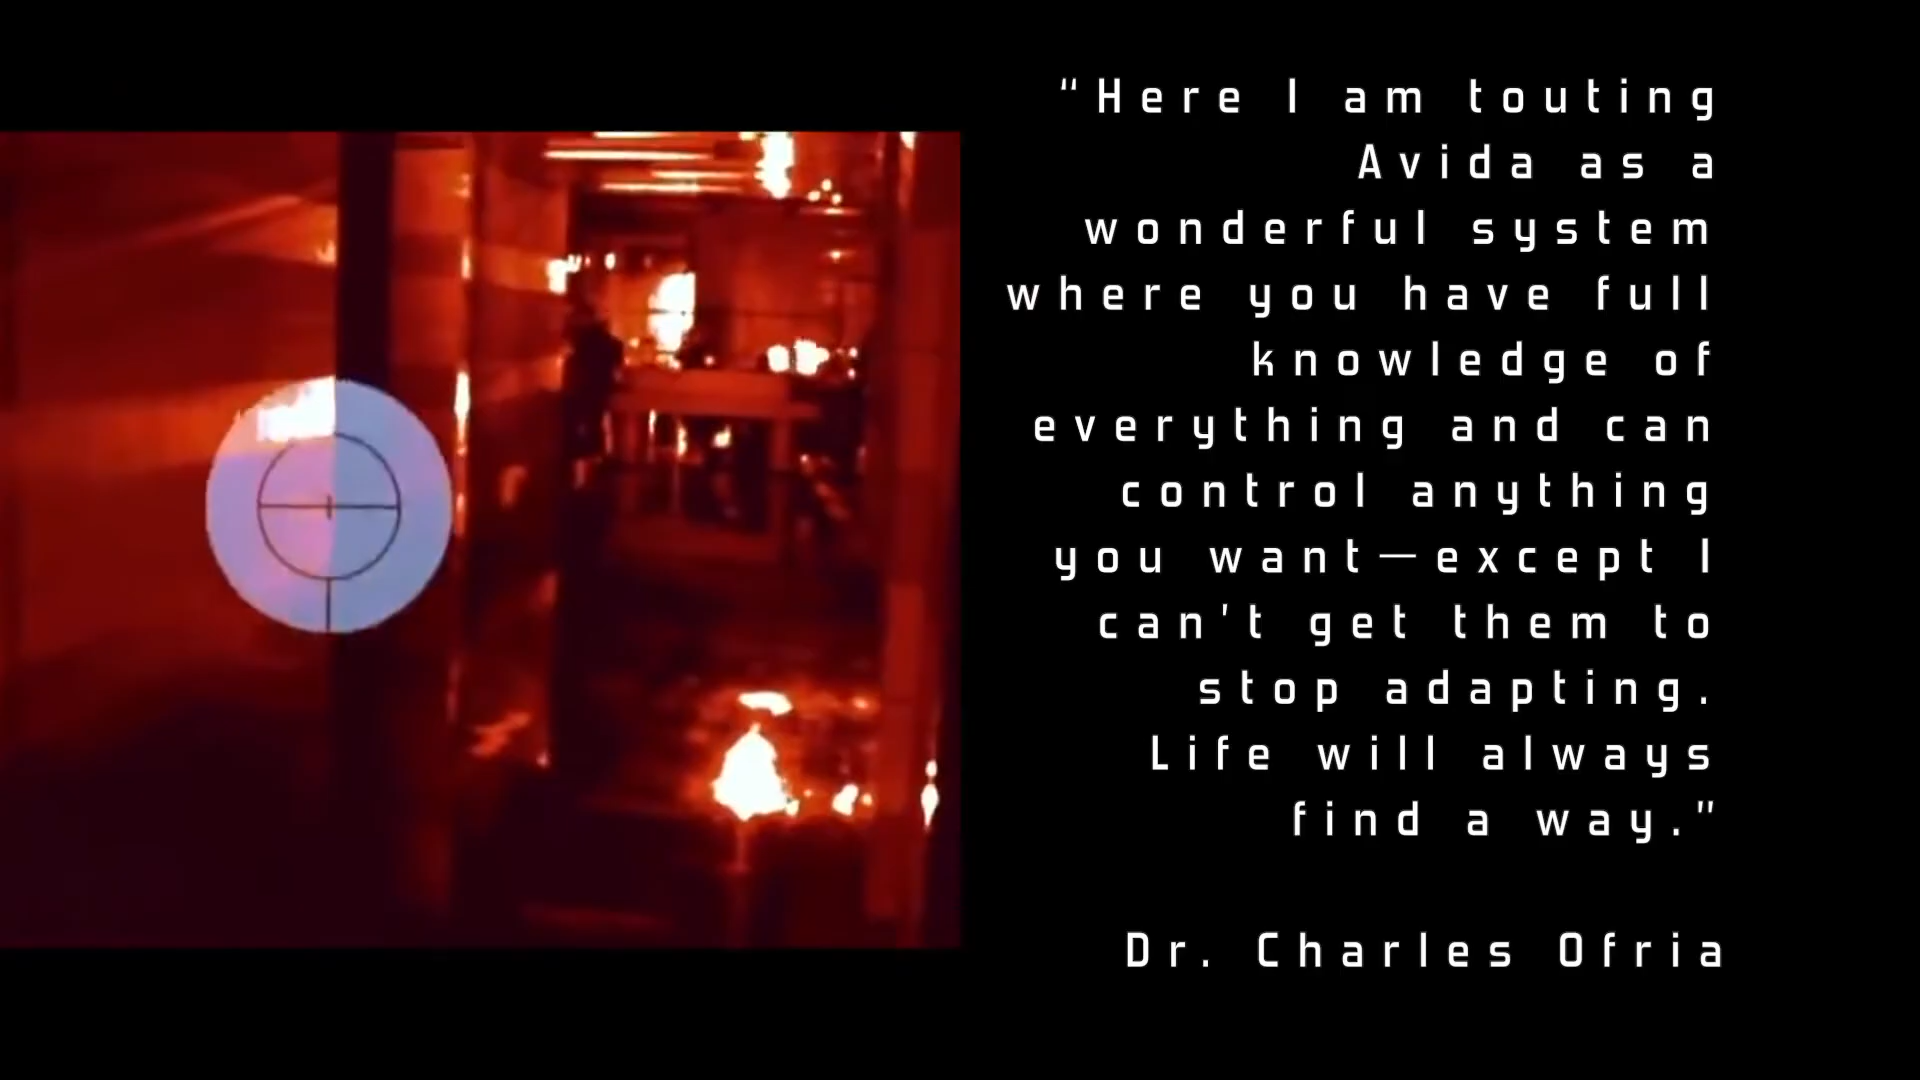 “Here I am touting
Avida as a
wonderful system
where you have full
knowledge of
everything and can
control anything
you want—except I
can't get them to
stop adapting.
Life will always
find a way.”
Dr. Charles Ofria